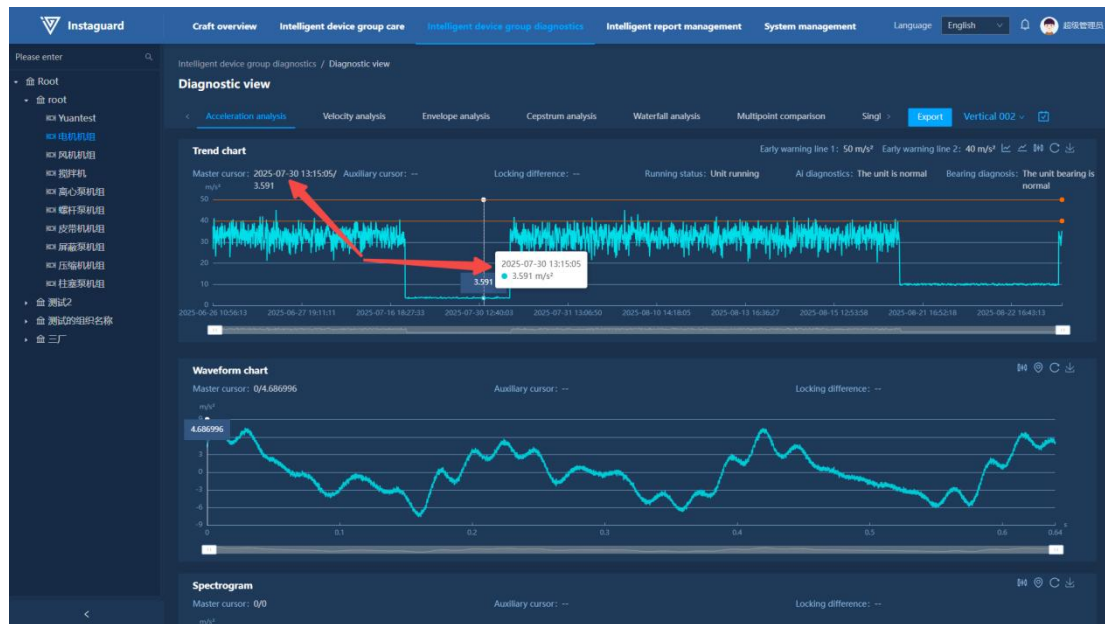 Instaguard
Craft overview
Intelligent device group care
Intelligent device group diagnostics
Intelligent report management
System management
Language
English
超级管理员
Please enter
Root
root
Yuantest
电机机组
风机机组
搅拌机
离心泵机组
螺杆泵机组
皮带机机组
屏蔽泵机组
压缩机机组
柱塞泵机组
测试2
测试的组织名称
三厂
Intelligent device group diagnostics / Diagnostic view
Diagnostic view
Acceleration analysis
Velocity analysis
Envelope analysis
Cepstrum analysis
Waterfall analysis
Multipoint comparison
Singl
Export
Vertical 002
Trend chart
Early warning line 1: 50 m/s² Early warning line 2: 40 m/s²
Master cursor: 2025-07-30 13:15:05/ Auxiliary cursor: --
3.591
Locking difference: --
Running status: Unit running
Ai diagnostics: The unit is normal
Bearing diagnosis: The unit bearing is
normal
m/s²
50
40
30
20
10
0
2025-07-30 13:15:05
3.591 m/s²
3.591
2025-06-26 10:56:13
2025-06-27 19:11:11
2025-07-16 18:27:33
2025-07-30 12:40:03
2025-07-31 13:06:50
2025-08-10 14:18:05
2025-08-13 16:36:27
2025-08-15 12:53:58
2025-08-21 16:52:18
2025-08-22 16:43:13
Waveform chart
Master cursor: 0/4.686996
Auxiliary cursor: --
Locking difference: --
m/s²
9
4.686996
3
0
-3
-6
-9
0
0.1
0.2
0.3
0.4
0.5
0.6
0.64
s
Spectrogram
Master cursor: 0/0
Auxiliary cursor: --
Locking difference: --
m/s²